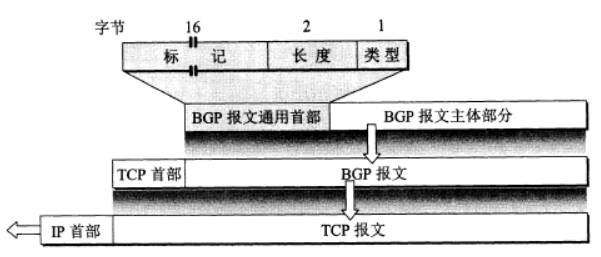 字节 16 2 1
标 记 长 度 类 型
BGP 报文通用首部 BGP 报文主体部分
TCP 首部 BGP 报文
IP 首部 TCP 报文